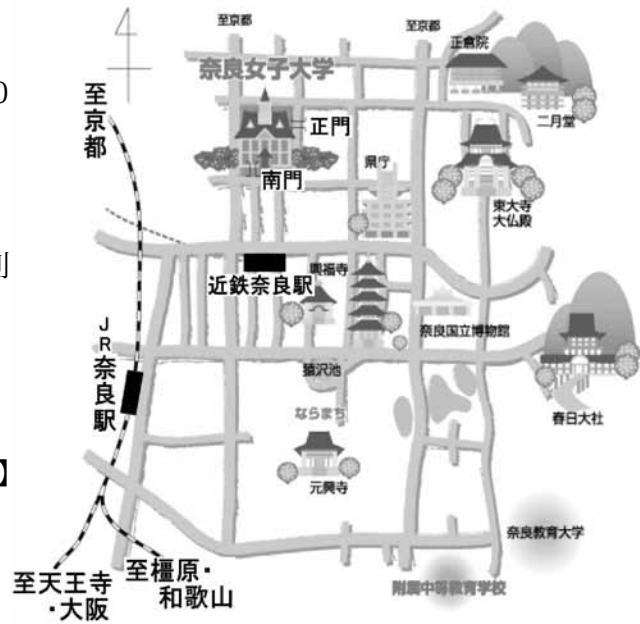 至京都
至京都
正倉院
奈良女子大学
二月堂
至京都
正門
南門
県庁
東大寺
大仏殿
近鉄奈良駅
興福寺
奈良国立博物館
JR奈良駅
猿沢池
春日大社
ならまち
元興寺
奈良教育大学
附属中等教育学校
至天王寺
・大阪
至橿原・
和歌山
0
】